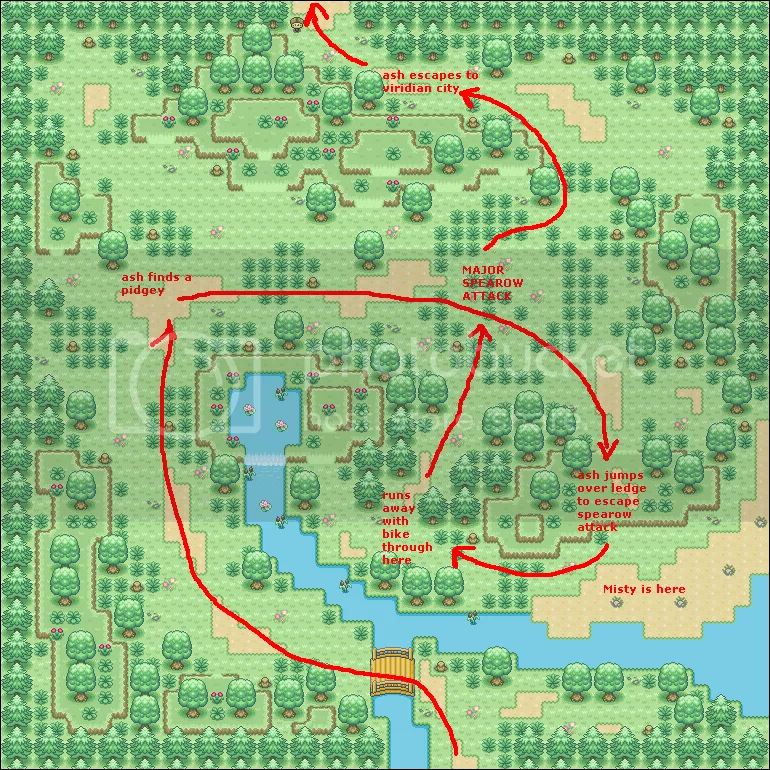 ash escapes to
viridian city
ash finds a
pidgey
MAJOR
SPEAROW
ATTACK
photobucket
ash jumps
over ledge
to escape
spearow
attack
runs
away
with
bike
through
here
Misty is here